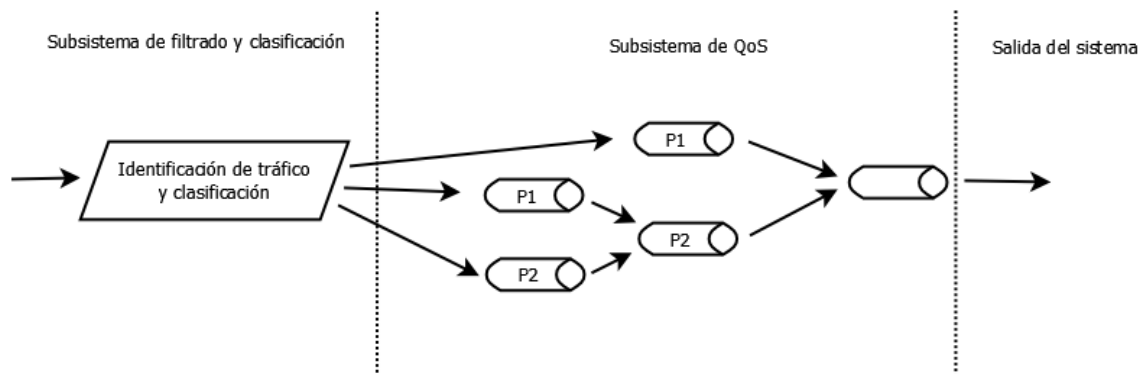 Subsistema de filtrado y clasificación
Subsistema de QoS
Salida del sistema
Identificación de tráfico
y clasificación
P1
P1
P2
P2